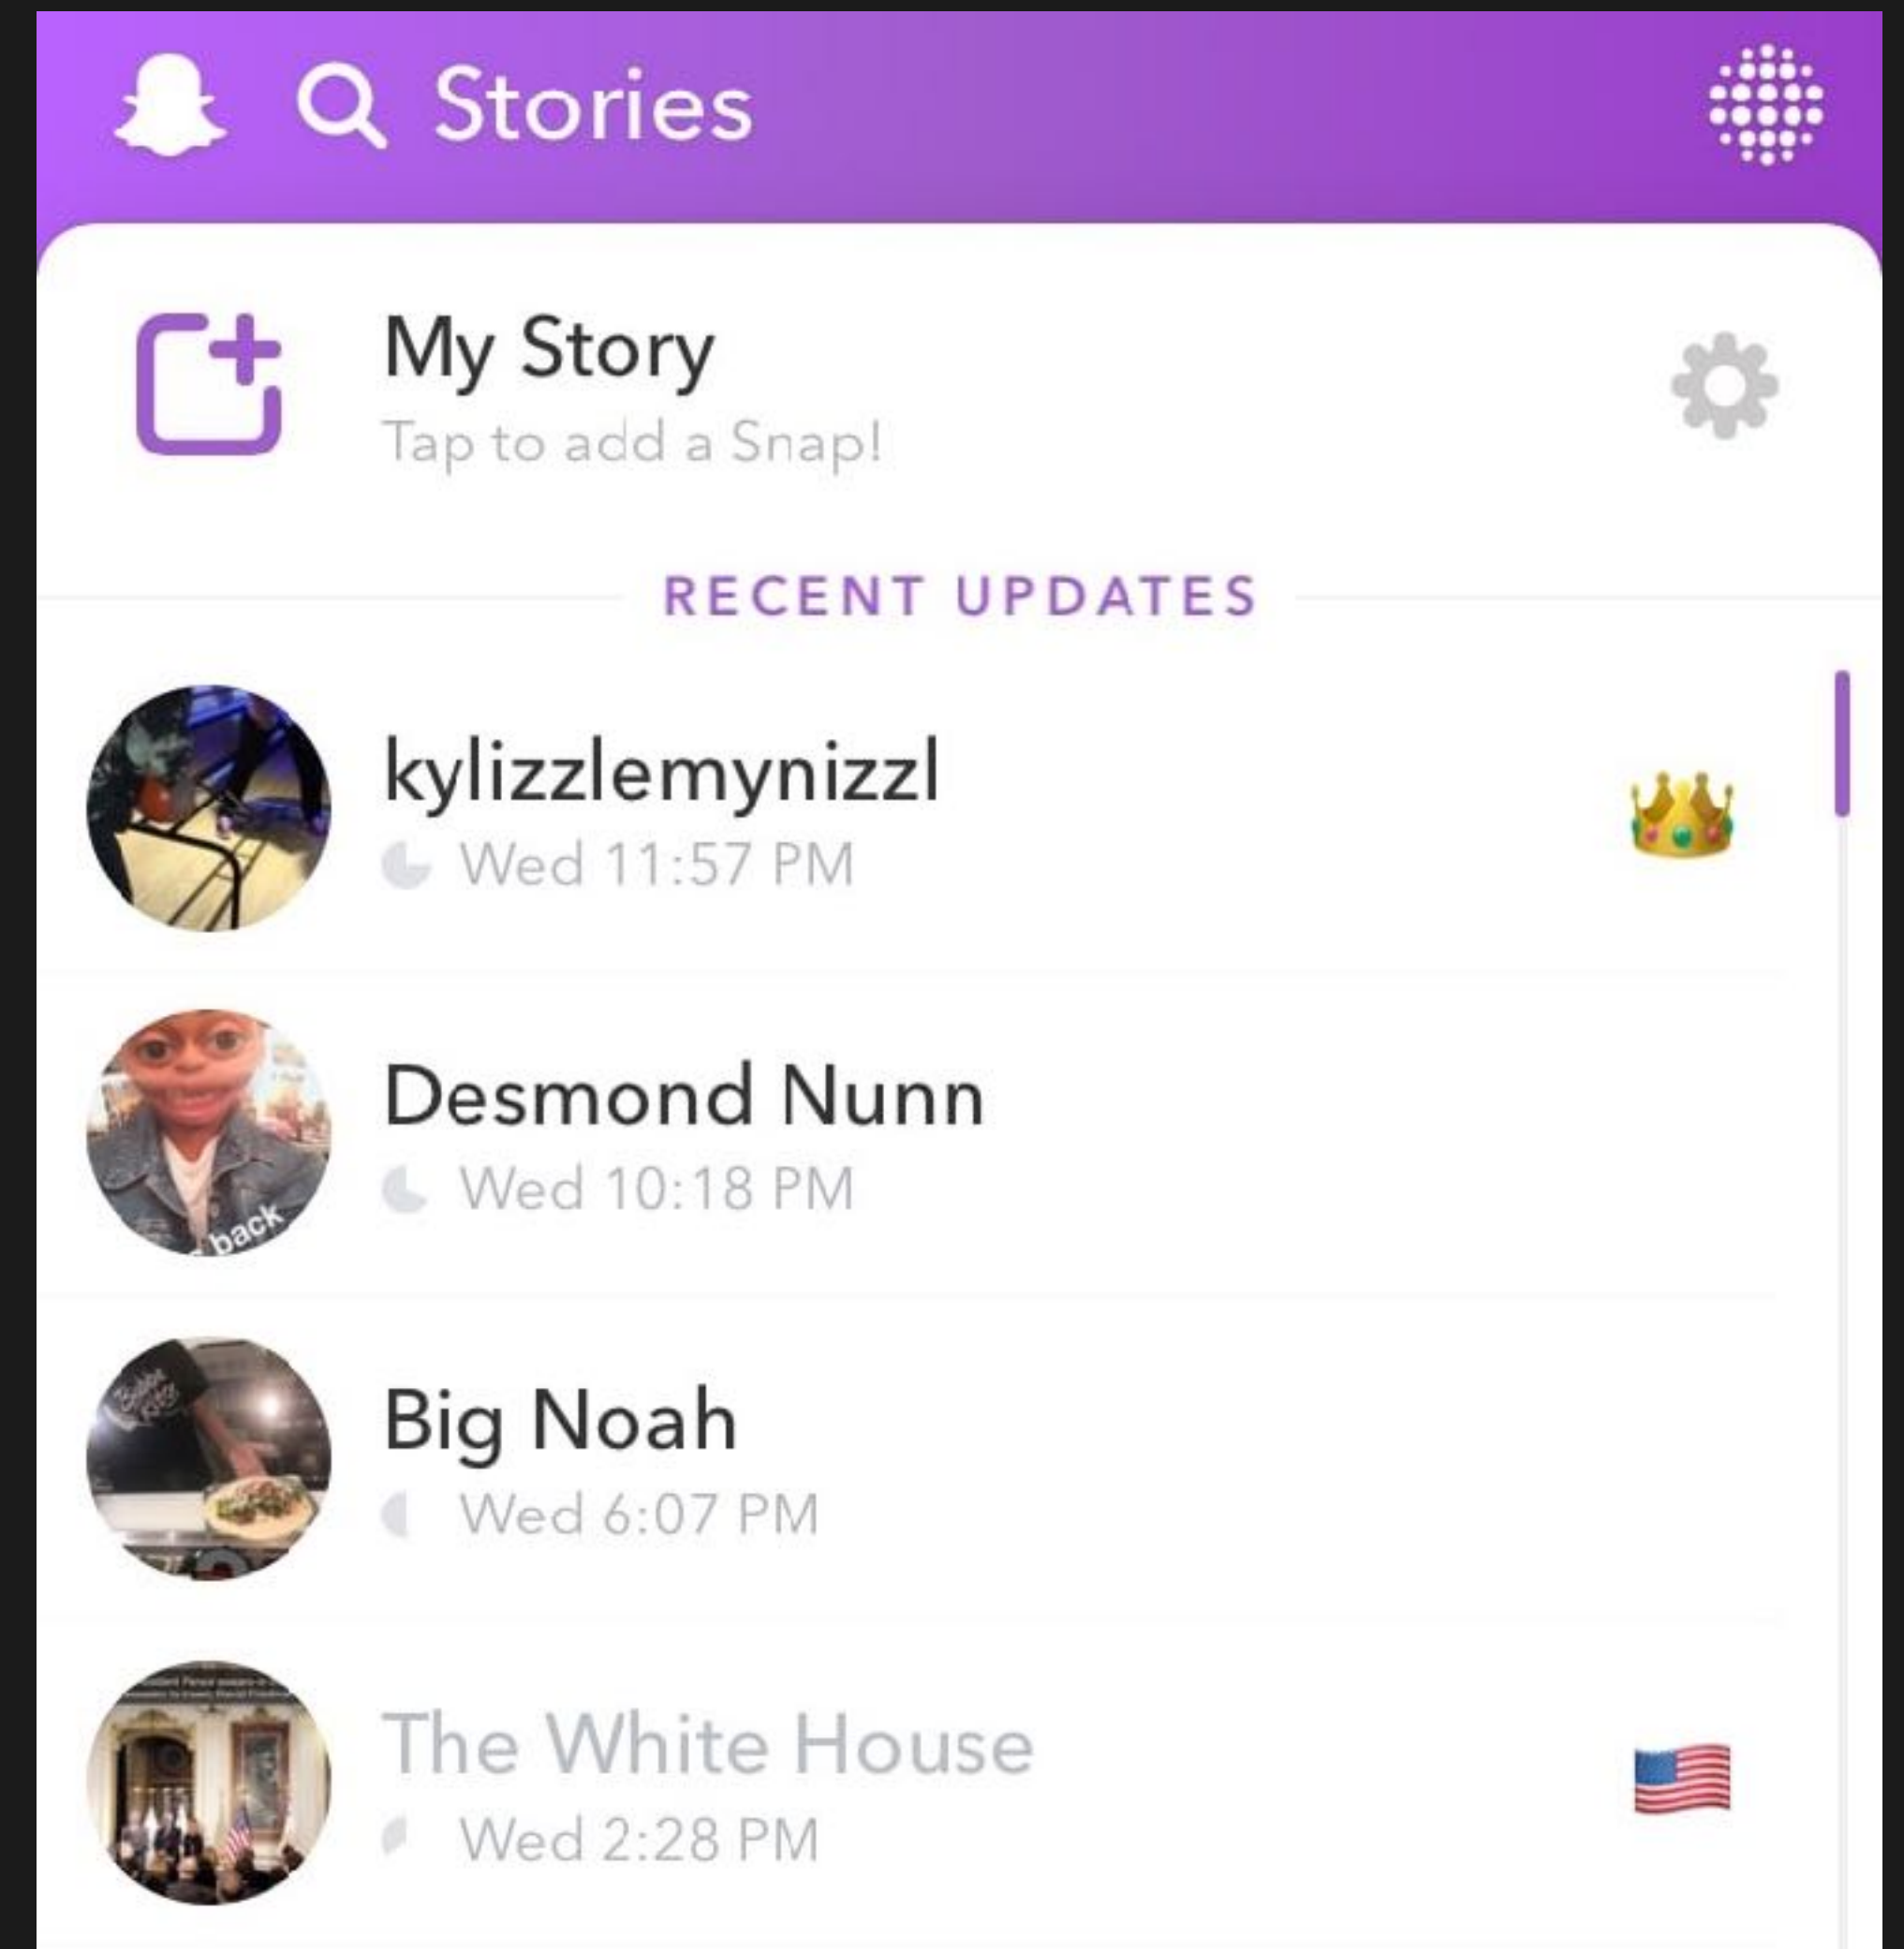 Stories
My Story
Tap to add a Snap!
RECENT UPDATES
kylizzlemynizzl
Wed 11:57 PM
Desmond Nunn
Wed 10:18 PM
back
Big Noah
Wed 6:07 PM
The White House
Wed 2:28 PM